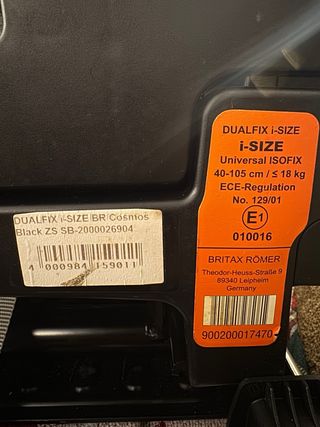 DUALFIX i-SIZE
i-SIZE
Universal ISOFIX
40-105 cm / ≤ 18 kg
ECE-Regulation
No. 129/01
E1
010016
BRITAX RÖMER
Theodor-Heuss-Straße 9
89340 Leipheim
Germany
900200017470
DUALFIX i-SIZE BR Cosmos
Black ZS SB-2000026904
4 000984 159011